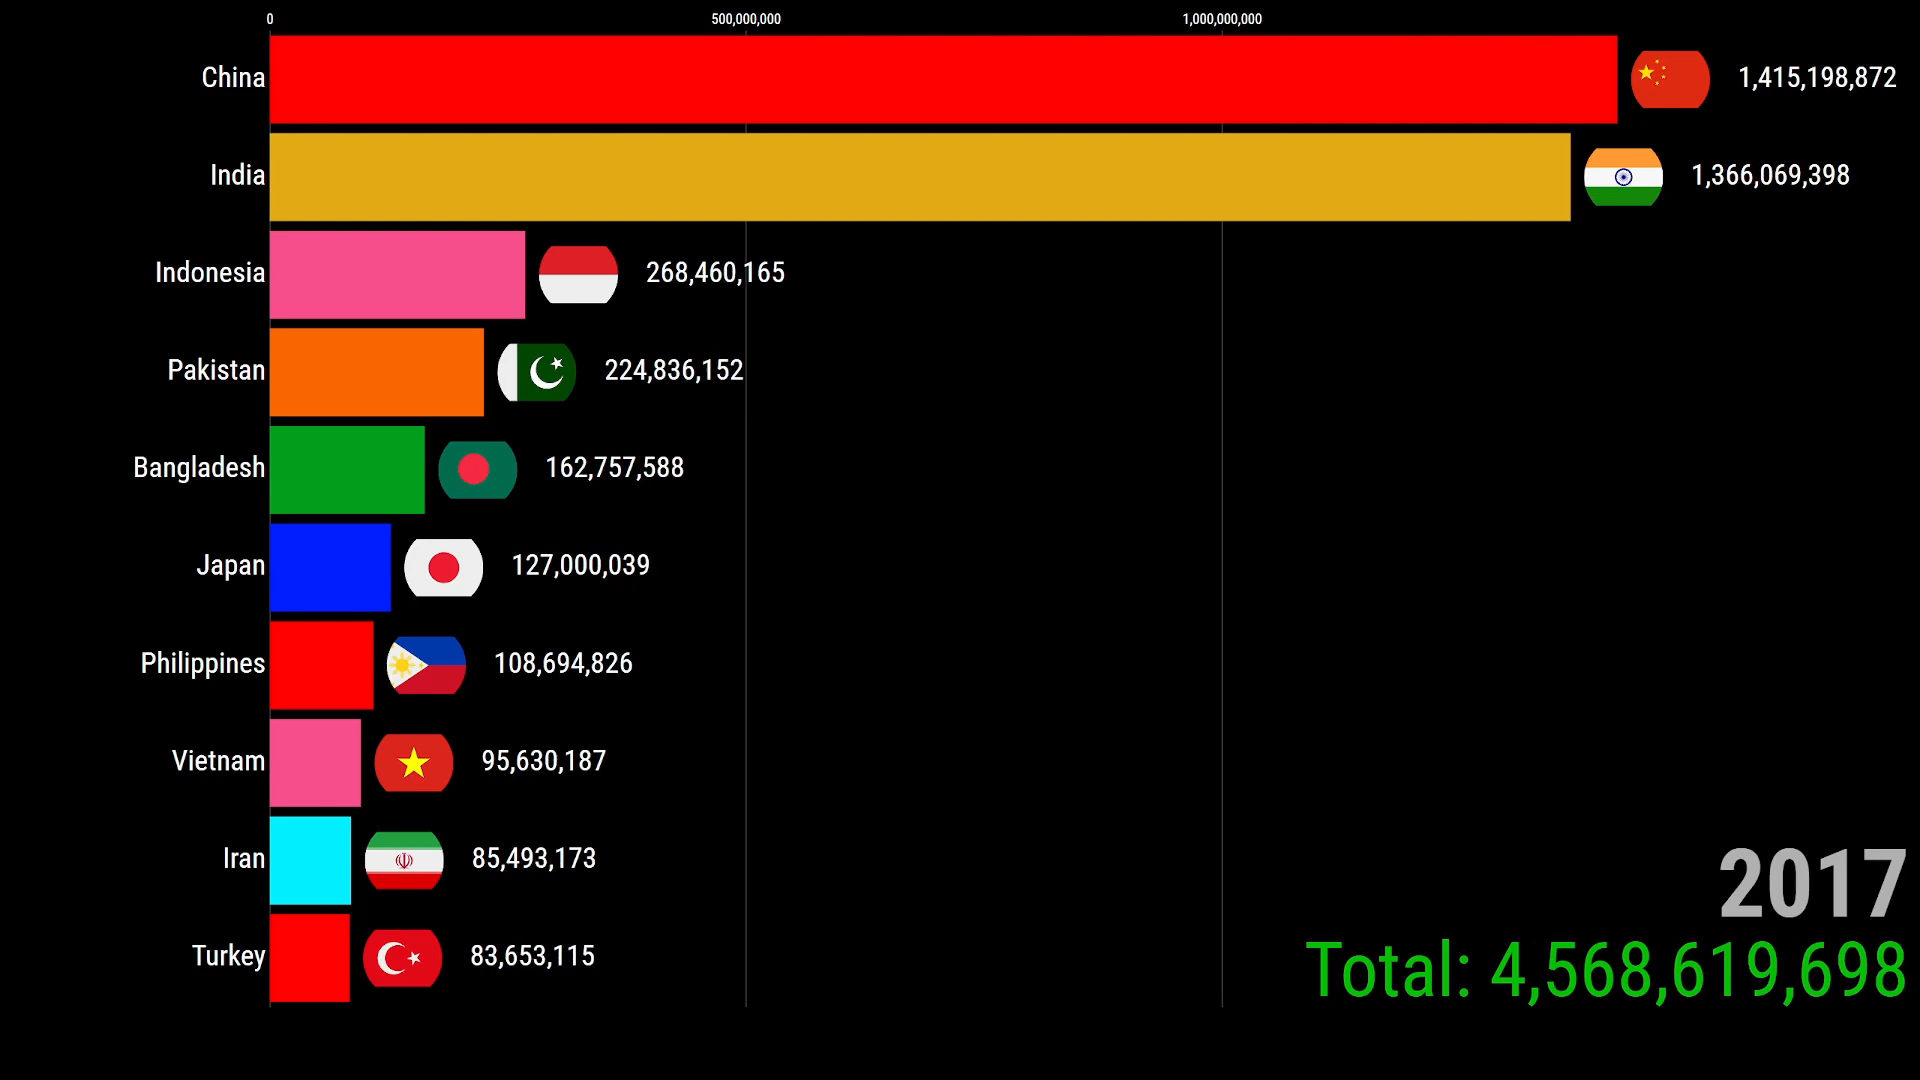 0 500,000,000 1,000,000,000
China 1,415,198,872
India 1,366,069,398
Indonesia 268,460,165
Pakistan 224,836,152
Bangladesh 162,757,588
Japan 127,000,039
Philippines 108,694,826
Vietnam 95,630,187
Iran 85,493,173
Turkey 83,653,115
2017
Total: 4,568,619,698